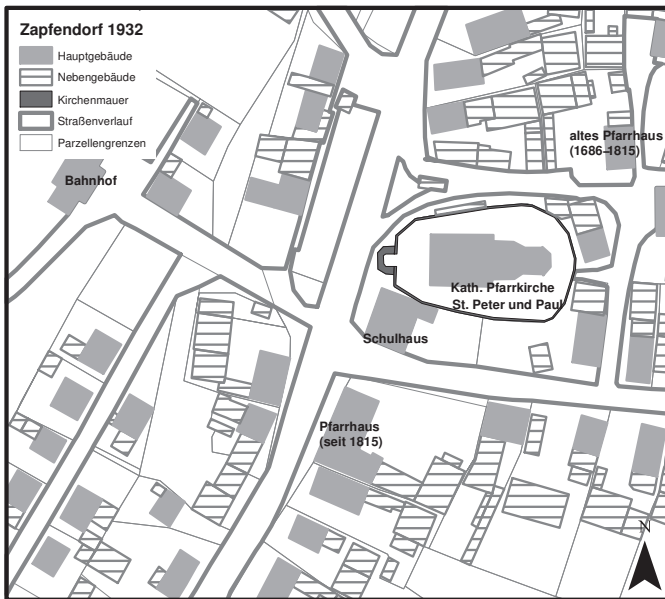 Zapfendorf 1932
Hauptgebäude
Nebengebäude
Kirchenmauer
Straßenverlauf
Parzellengrenzen
altes Pfarrhaus
(1686–1815)
Bahnhof
Kath. Pfarrkirche
St. Peter und Paul
Schulhaus
Pfarrhaus
(seit 1815)
N